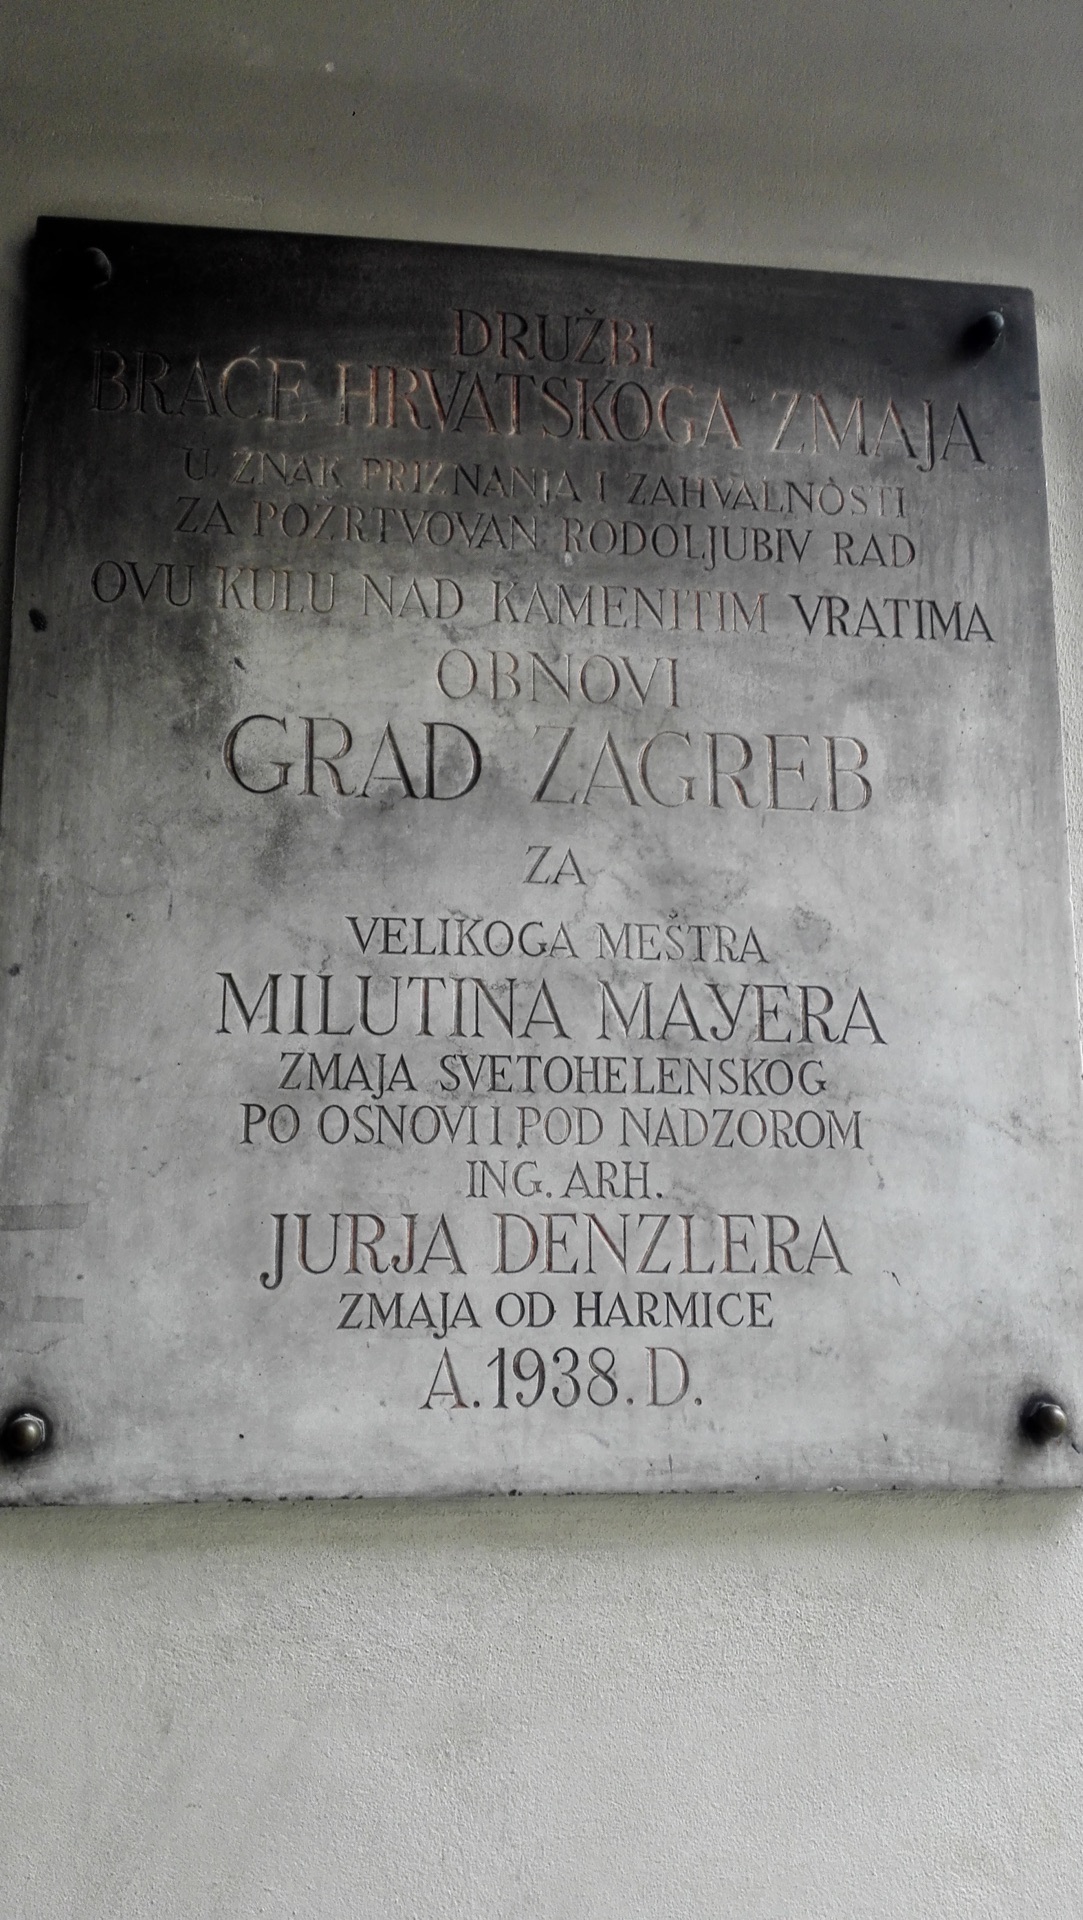 DRUŽBI
BRAĆE HRVATSKOGA ZMAJA
U ZNAK PRIZNANJA I ZAHVALNOSTI
ZA POŽRTVOVAN RODOLJUBIV RAD
OVU KULU NAD KAMENITIM VRATIMA
OBNOVI
GRAD ZAGREB
ZA
VELIKOGA MEŠTRA
MILUTINA MAYERA
ZMAJA SVETOHELENSKOG
PO OSNOVI I POD NADZOROM
ING. ARH.
JURJA DENZLERA
ZMAJA OD HARMICE
A. 1938. D.